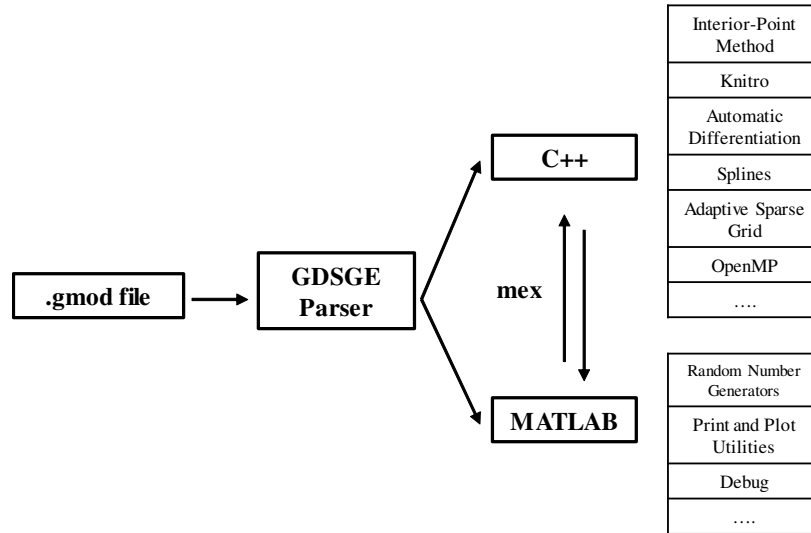 .gmod file
GDSGE
Parser
C++
mex
MATLAB
Interior-Point
Method
Knitro
Automatic
Differentiation
Splines
Adaptive Sparse
Grid
OpenMP
....
Random Number
Generators
Print and Plot
Utilities
Debug
....